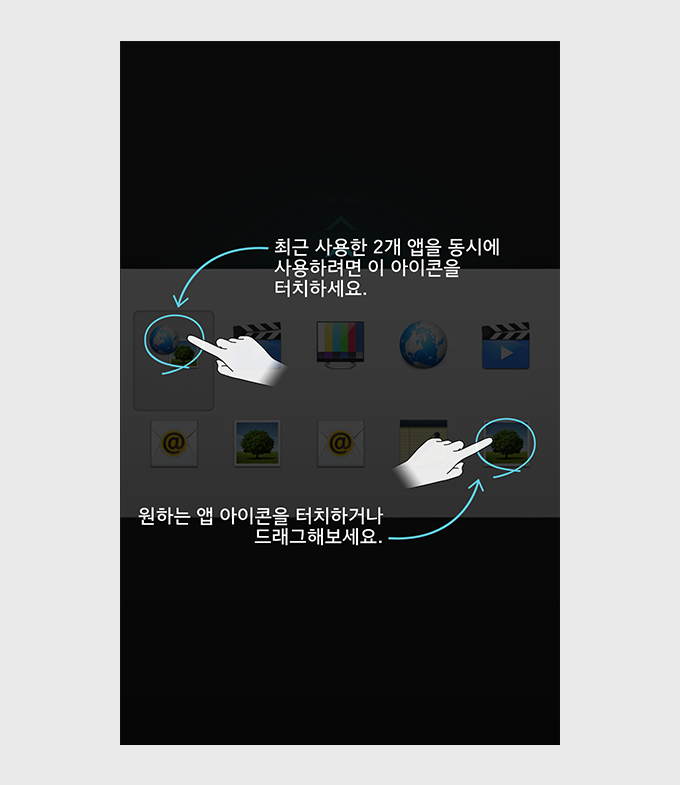 최근 사용한 2개 앱을 동시에
사용하려면 이 아이콘을
터치하세요.
@
@
원하는 앱 아이콘을 터치하거나
드래그해보세요.